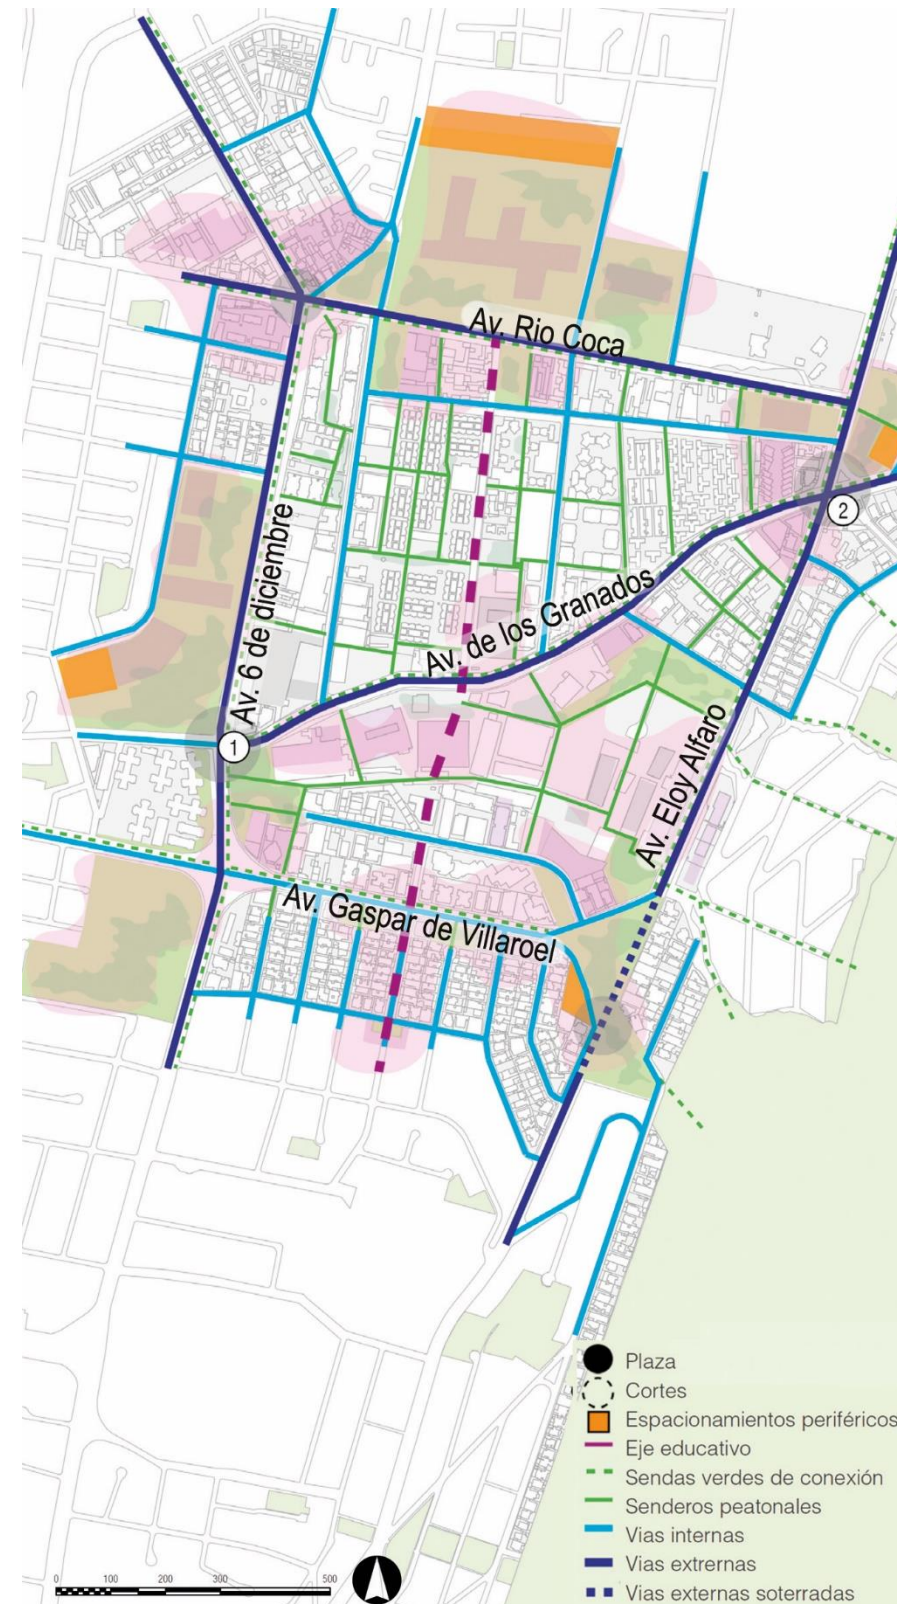 Av. Rio Coca
2
Av. 6 de diciembre
Av. de los Granados
1
Av. Eloy Alfaro
Av. Gaspar de Villaroel
Plaza
Cortes
Espacionamientos periféricos
Eje educativo
Sendas verdes de conexión
Senderos peatonales
Vias internas
Vias extrernas
Vias externas soterradas
0 100 200 300 500